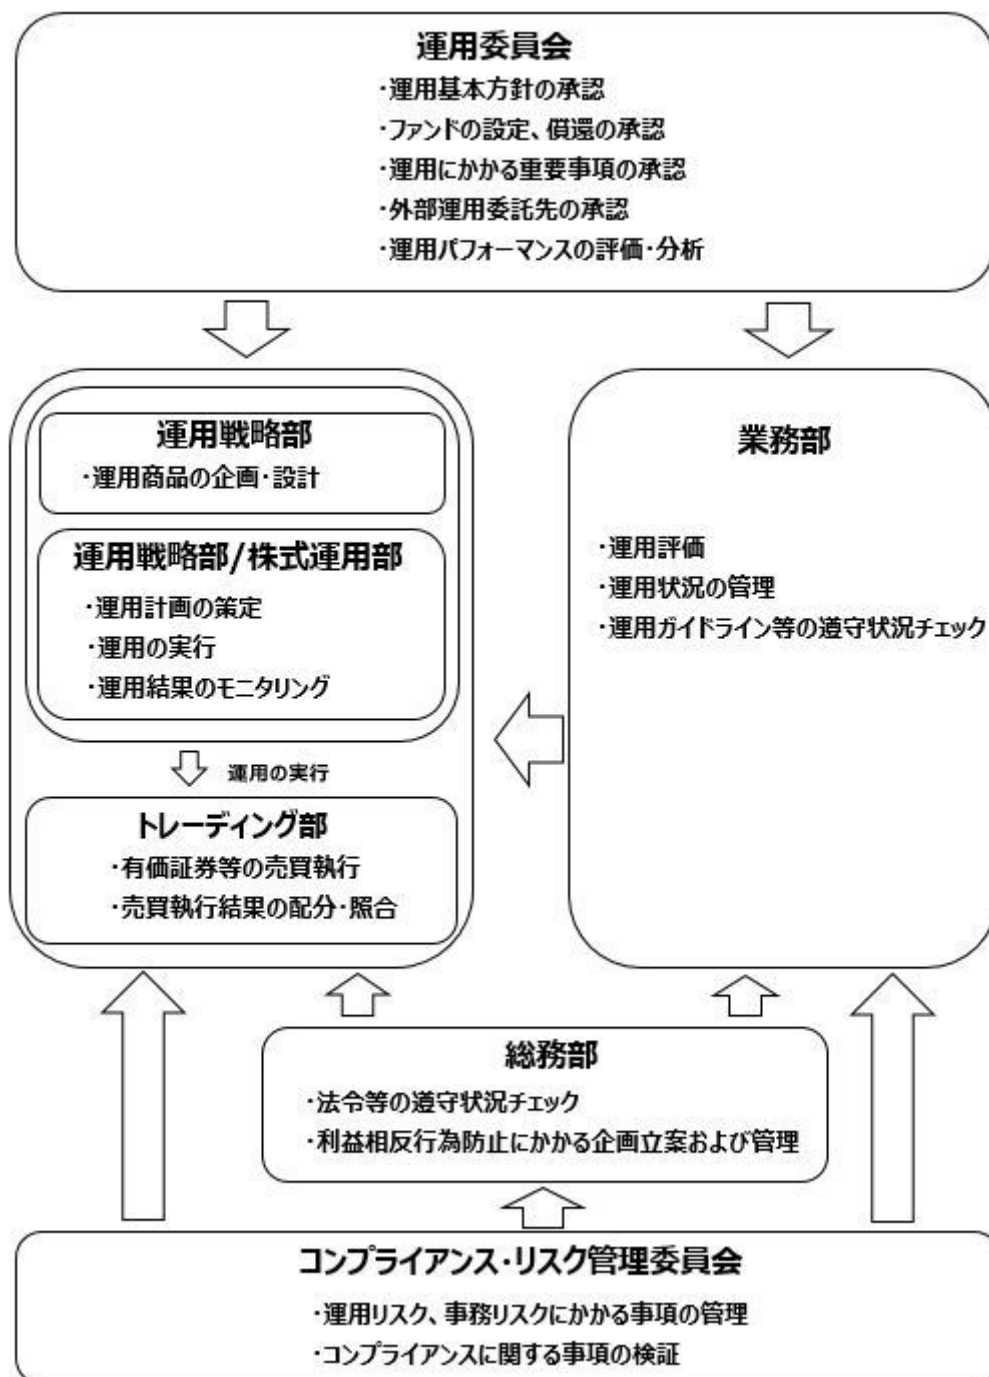 運用委員会
・運用基本方針の承認
・ファンドの設定、償還の承認
・運用にかかる重要事項の承認
・外部運用委託先の承認
・運用パフォーマンスの評価・分析
運用戦略部
・運用商品の企画・設計
運用戦略部/株式運用部
・運用計画の策定
・運用の実行
・運用結果のモニタリング
運用の実行
トレーディング部
・有価証券等の売買執行
・売買執行結果の配分・照合
業務部
・運用評価
・運用状況の管理
・運用ガイドライン等の遵守状況チェック
総務部
・法令等の遵守状況チェック
・利益相反行為防止にかかる企画立案および管理
コンプライアンス・リスク管理委員会
・運用リスク、事務リスクにかかる事項の管理
・コンプライアンスに関する事項の検証